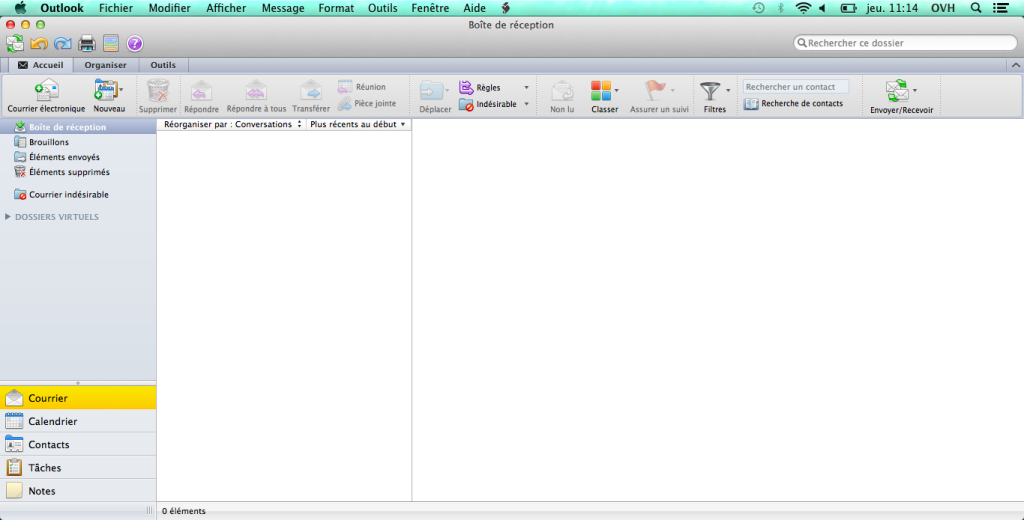 Outlook Fichier Modifier Afficher Message Format Outils Fenêtre Aide jeu. 11:14 OVH
Boîte de réception
Rechercher ce dossier
Accueil Organiser Outils
Courrier électronique Nouveau Supprimer Répondre Répondre à tous Transférer
Réunion
Pièce jointe
Déplacer
Règles
Indésirable
Non lu Classer Assurer un suivi Filtres
Rechercher un contact
Recherche de contacts
Envoyer/Recevoir
Boîte de réception
Brouillons
Éléments envoyés
Éléments supprimés
Courrier indésirable
DOSSIERS VIRTUELS
Réorganiser par : Conversations Plus récents au début
Courrier
Calendrier
Contacts
Tâches
Notes
0 éléments